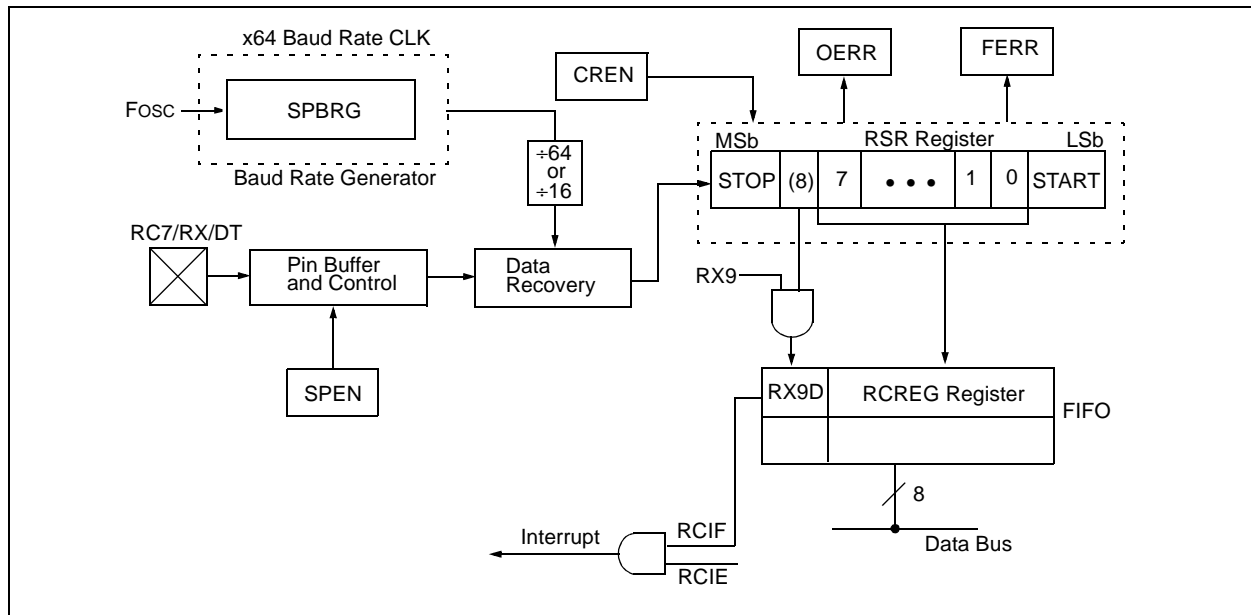 x64 Baud Rate CLK
FOSC
SPBRG
Baud Rate Generator
CREN
OERR
FERR
÷64
or
÷16
MSb
RSR Register
LSb
STOP
(8)
7
• • •
1
0
START
RC7/RX/DT
Pin Buffer
and Control
Data
Recovery
RX9
SPEN
RX9D
RCREG Register
FIFO
8
Data Bus
Interrupt
RCIF
RCIE